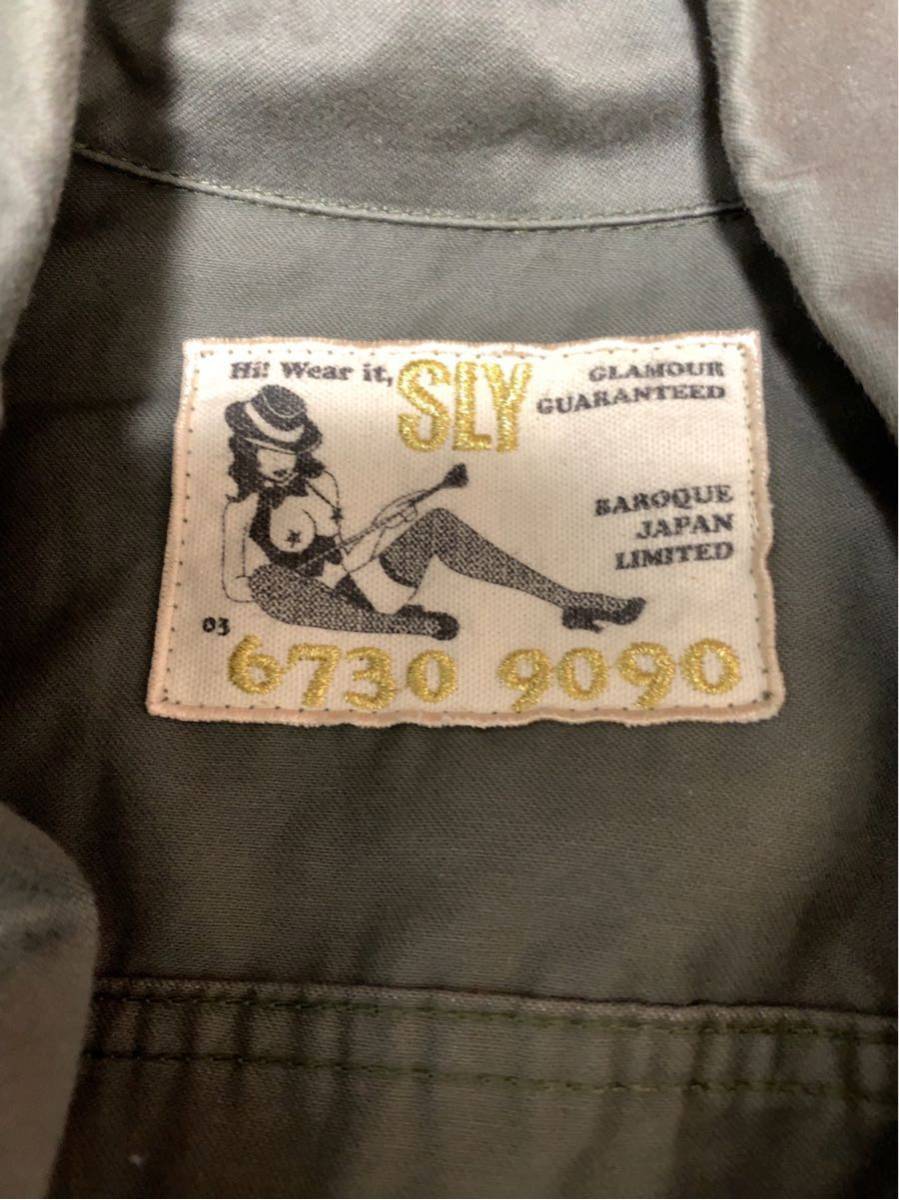 Hi! Wear it, SLY
GLAMOUR
GUARANTEED
BAROQUE
JAPAN
LIMITED
03
6730 9090